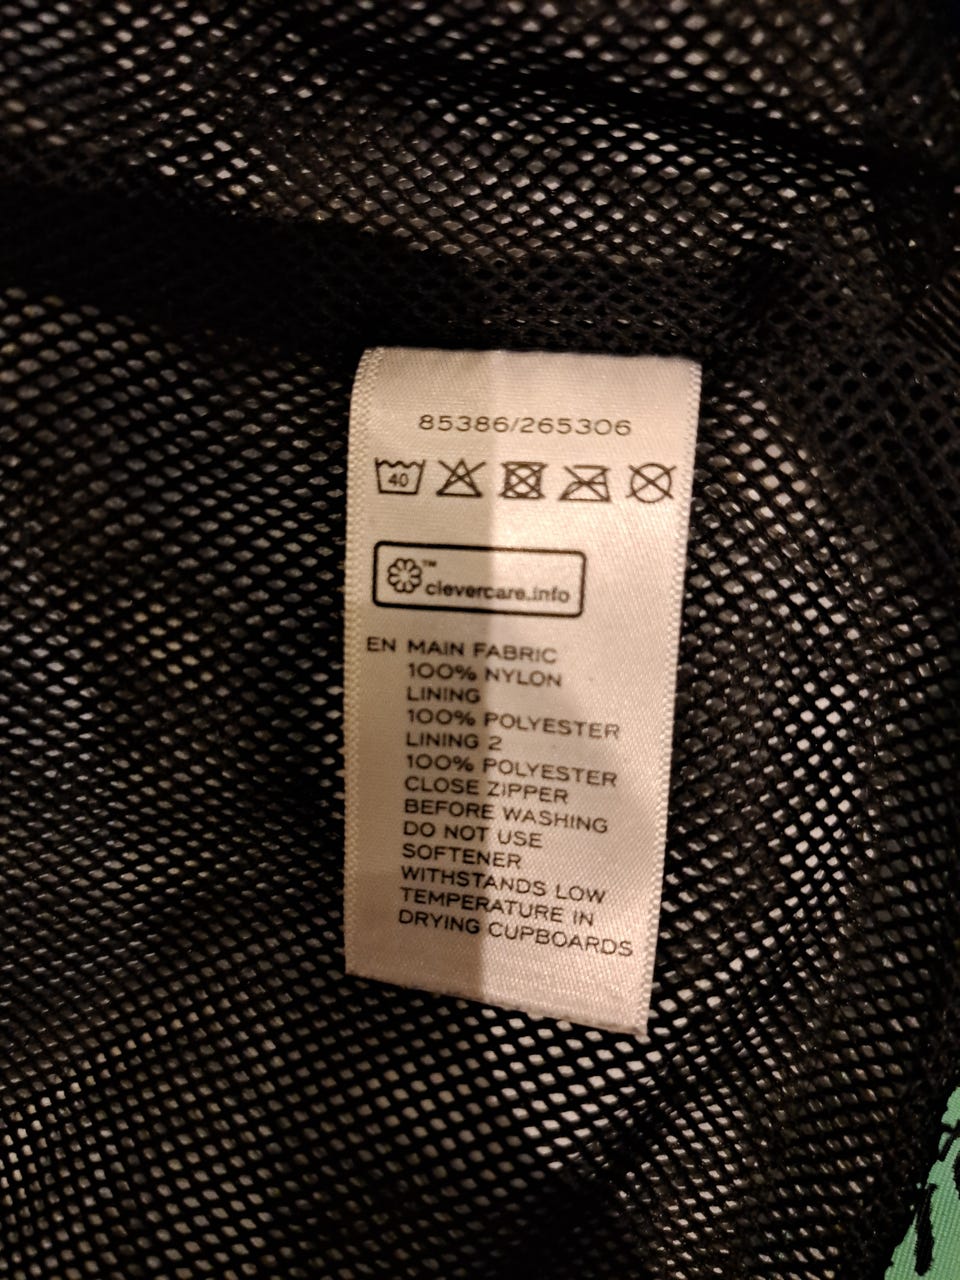 85386/265306
40
™
clevercare.info
EN MAIN FABRIC
100% NYLON
LINING
100% POLYESTER
LINING 2
100% POLYESTER
CLOSE ZIPPER
BEFORE WASHING
DO NOT USE
SOFTENER
WITHSTANDS LOW
TEMPERATURE IN
DRYING CUPBOARDS